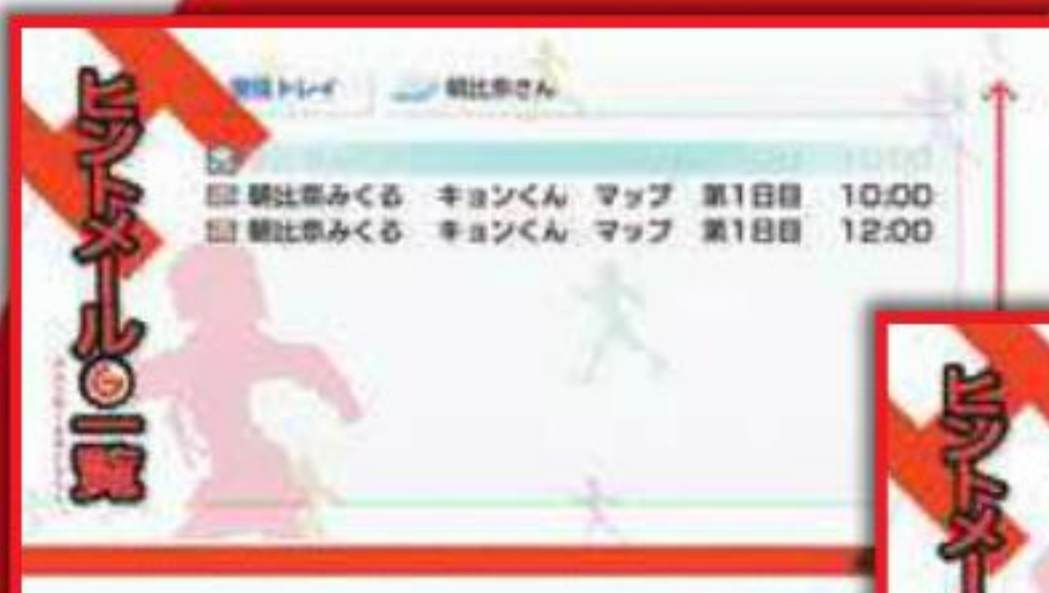 ヒントメールの一覧
受信トレイ 朝比奈さん
朝比奈みくる キョンくん マップ 第1日目 10:00
朝比奈みくる キョンくん マップ 第1日目 12:00
ヒントメー